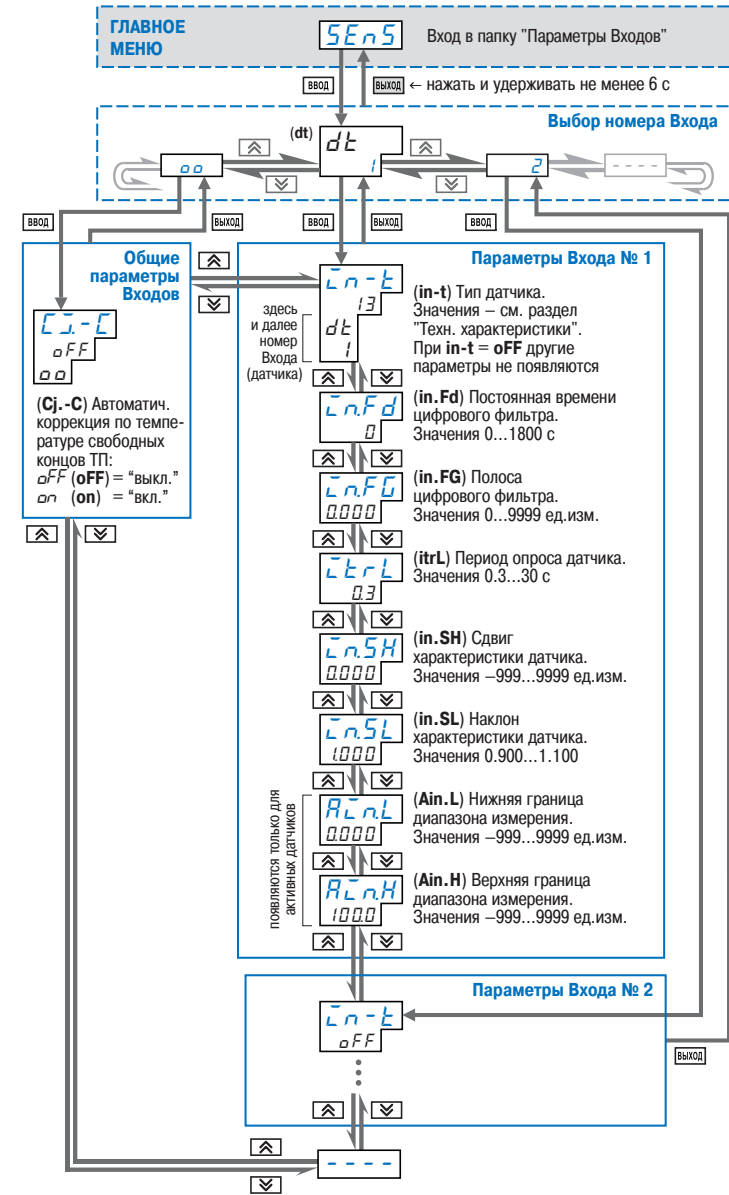 ГЛАВНОЕ
МЕНЮ
SEnS
Вход в папку "Параметры Входов"
ВВОД
ВЫХОД ← нажать и удерживать не менее 6 с
Выбор номера Входа
(dt)
dt
1
oo
2
- - - -
ВВОД
ВЫХОД
ВВОД
ВЫХОД
ВВОД
Общие
параметры
Входов
Cj.-C
oFF
oo
(Cj.-C) Автоматич.
коррекция по темпе-
ратуре свободных
концов ТП:
oFF (oFF) = “выкл.”
on (on) = “вкл.”
Параметры Входа № 1
in-t
13
dt
1
здесь
и далее
номер
Входа
(датчика)
(in-t) Тип датчика.
Значения – см. раздел
"Техн. характеристики".
При in-t = oFF другие
параметры не появляются
in.Fd
0
(in.Fd) Постоянная времени
цифрового фильтра.
Значения 0...1800 с
in.FG
0.000
(in.FG) Полоса
цифрового фильтра.
Значения 0...9999 ед.изм.
itrL
0.3
(itrL) Период опроса датчика.
Значения 0.3...30 с
in.SH
0.000
(in.SH) Сдвиг
характеристики датчика.
Значения –999...9999 ед.изм.
in.SL
1.000
(in.SL) Наклон
характеристики датчика.
Значения 0.900...1.100
появляются только для
активных датчиков
Ain.L
0.000
(Ain.L) Нижняя граница
диапазона измерения.
Значения –999...9999 ед.изм.
Ain.H
100.0
(Ain.H) Верхняя граница
диапазона измерения.
Значения –999...9999 ед.изм.
Параметры Входа № 2
in-t
oFF
ВЫХОД
- - - -